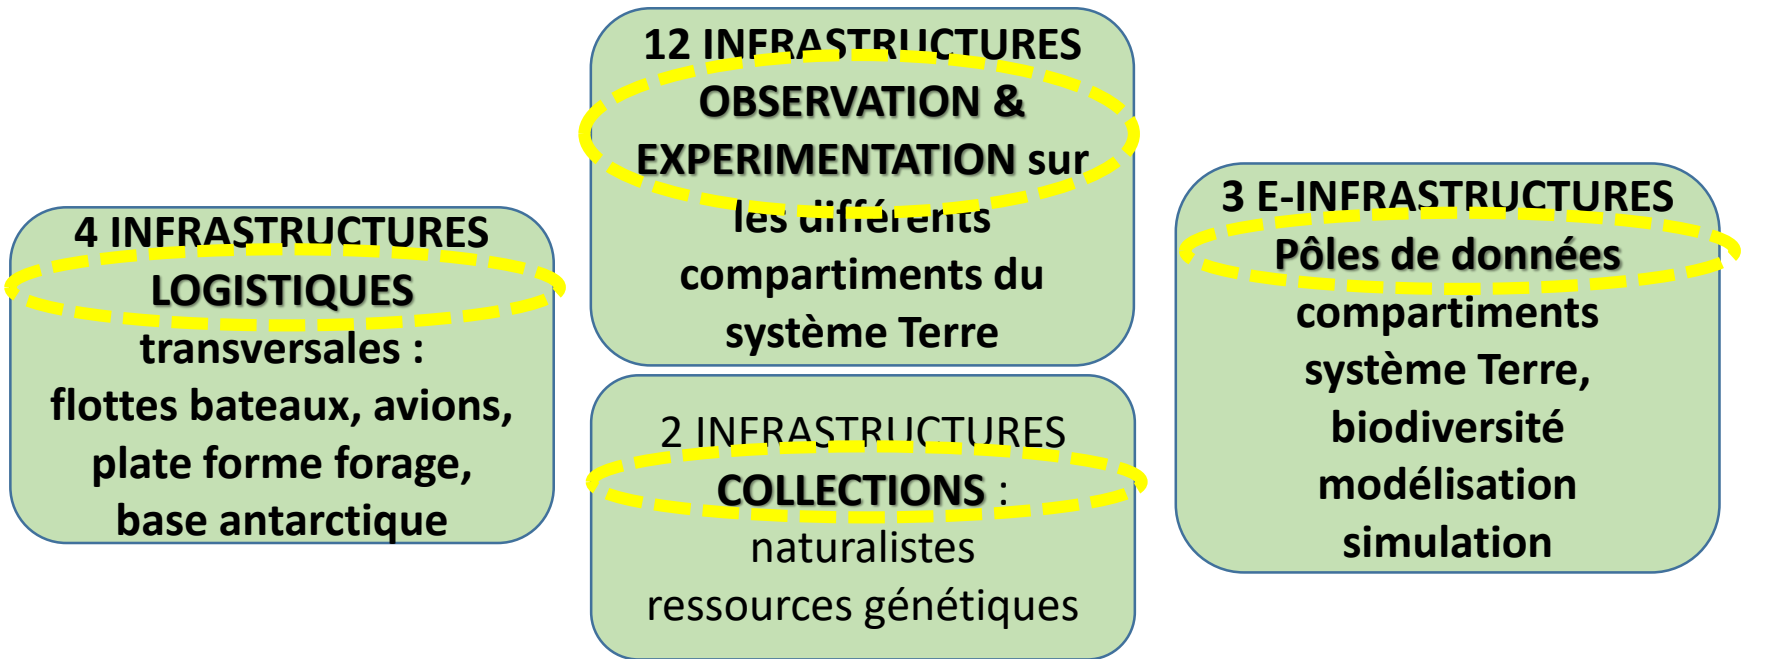 4 INFRASTRUCTURES
LOGISTIQUES
transversales :
flottes bateaux, avions,
plate forme forage,
base antarctique
12 INFRASTRUCTURES
OBSERVATION &
EXPERIMENTATION sur
les différents
compartiments du
système Terre
2 INFRASTRUCTURES
COLLECTIONS :
naturalistes
ressources génétiques
3 E-INFRASTRUCTURES
Pôles de données
compartiments
système Terre,
biodiversité
modélisation
simulation